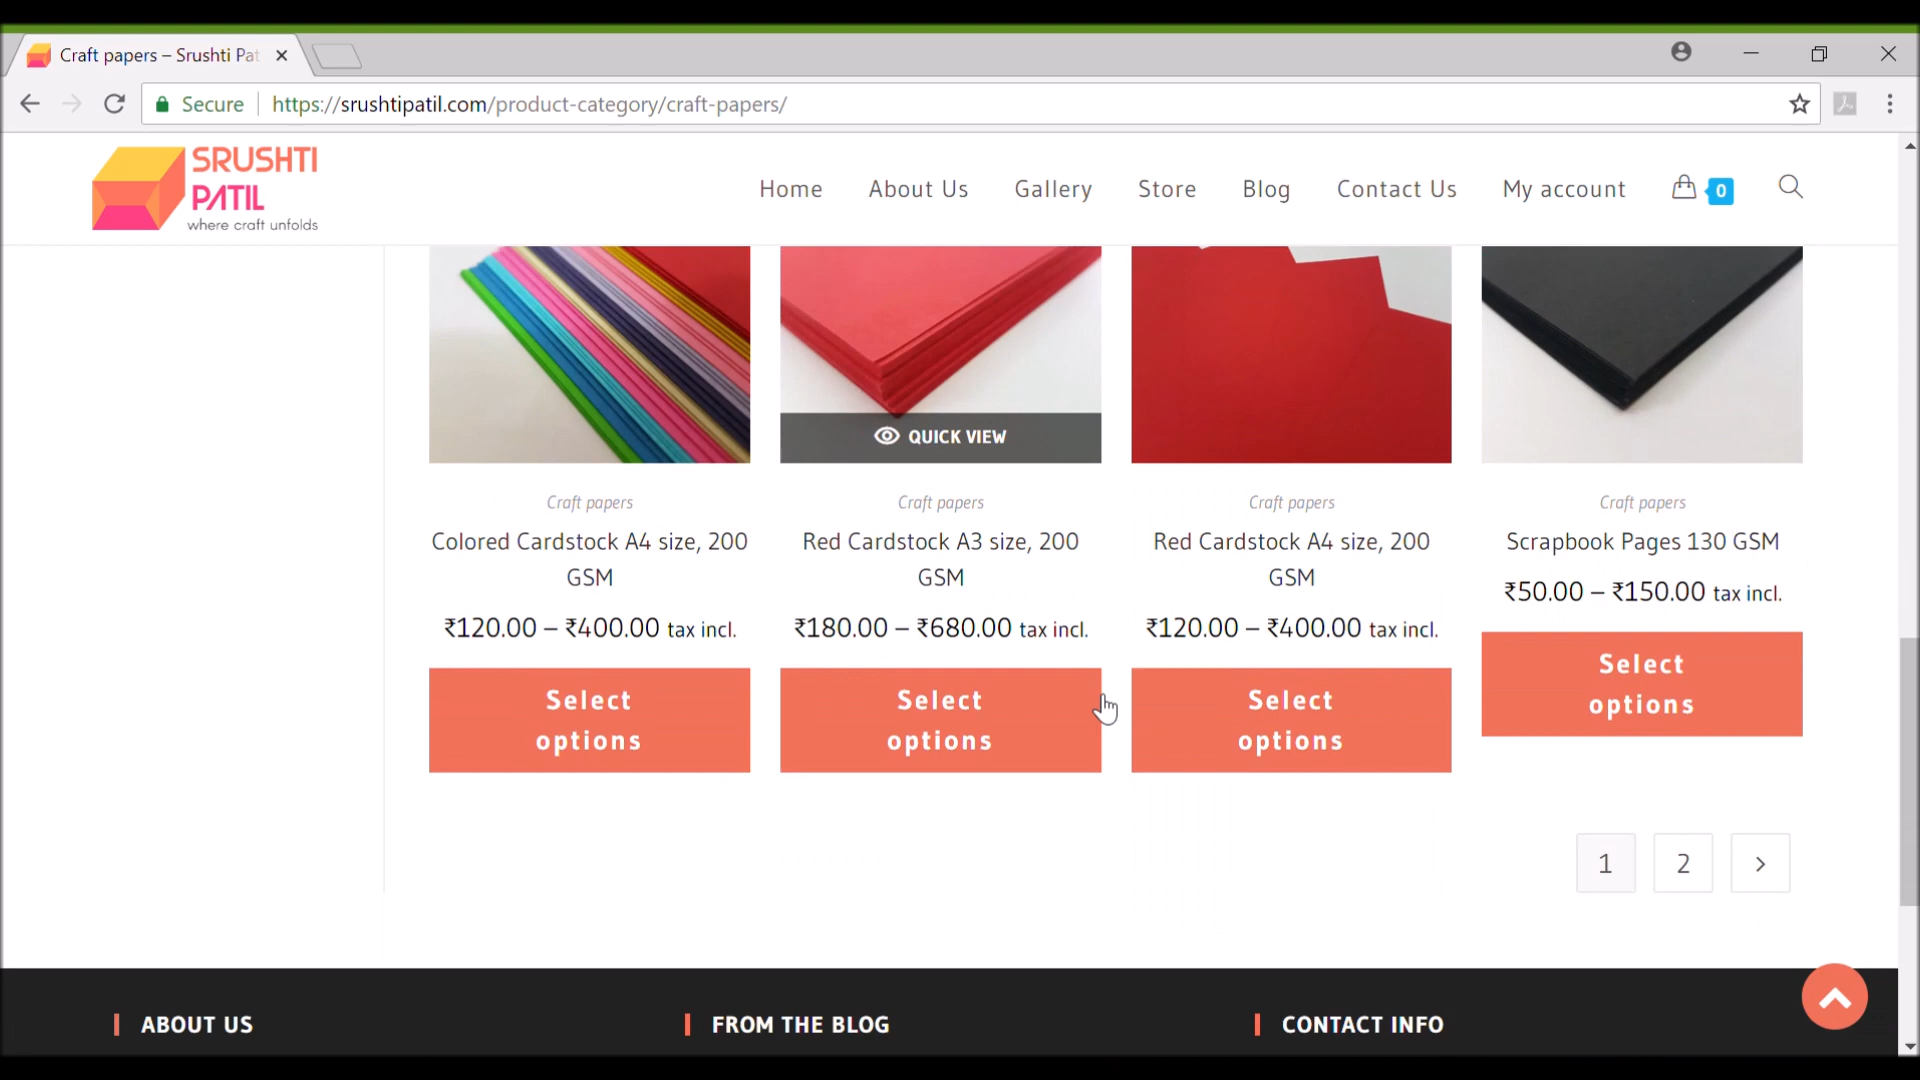 Craft papers – Srushti Pat
Secure https://srushtipatil.com/product-category/craft-papers/
SRUSHTI
PATIL
where craft unfolds
Home About Us Gallery Store Blog Contact Us My account 0
QUICK VIEW
Craft papers
Colored Cardstock A4 size, 200
GSM
₹120.00 – ₹400.00 tax incl.
Select
options
Craft papers
Red Cardstock A3 size, 200
GSM
₹180.00 – ₹680.00 tax incl.
Select
options
Craft papers
Red Cardstock A4 size, 200
GSM
₹120.00 – ₹400.00 tax incl.
Select
options
Craft papers
Scrapbook Pages 130 GSM
₹50.00 – ₹150.00 tax incl.
Select
options
1 2
ABOUT US
FROM THE BLOG
CONTACT INFO